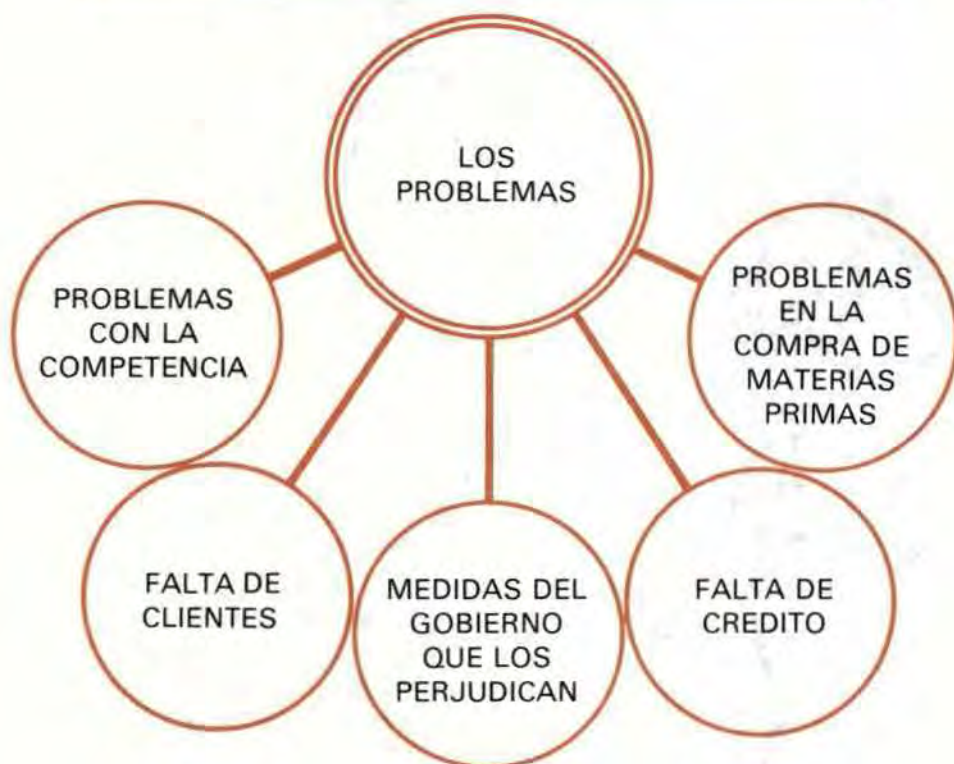 LOS
PROBLEMAS
PROBLEMAS
CON LA
COMPETENCIA
PROBLEMAS
EN LA
COMPRA DE
MATERIAS
PRIMAS
FALTA DE
CLIENTES
MEDIDAS DEL
GOBIERNO
QUE LOS
PERJUDICAN
FALTA DE
CREDITO